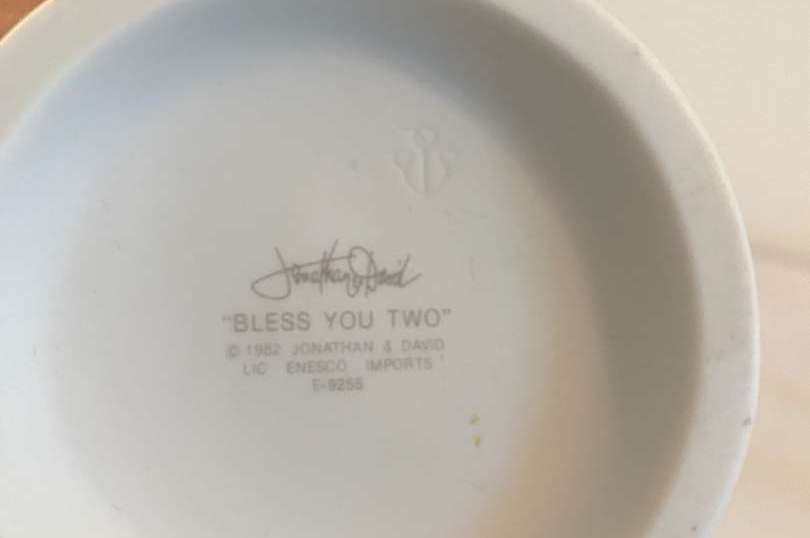 Jonathan & David
"BLESS YOU TWO"
© 1982 JONATHAN & DAVID
LIC ENESCO IMPORTS
E-9255